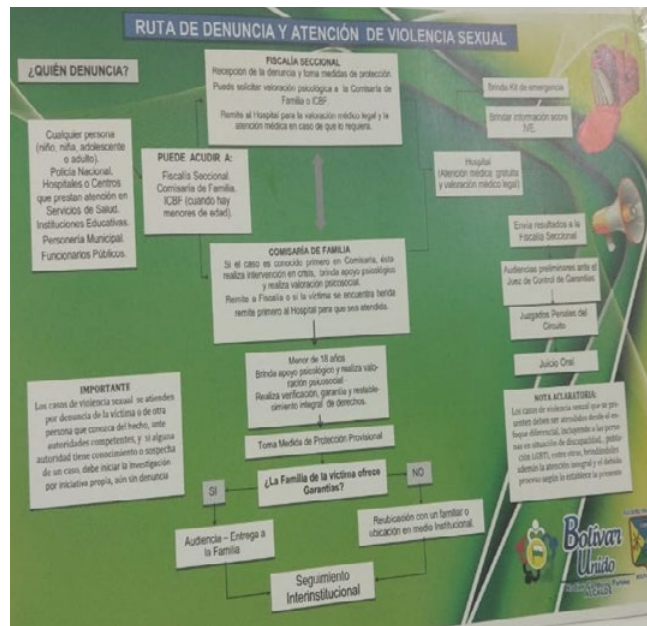 RUTA DE DENUNCIA Y ATENCIÓN DE VIOLENCIA SEXUAL
¿QUIÉN DENUNCIA?
Cualquier persona
(niño, niña, adolescente
o adulto).
Policía Nacional.
Hospitales o Centros
que prestan atención en
Servicios de Salud.
Instituciones Educativas.
Personería Municipal.
Funcionarios Públicos.
PUEDE ACUDIR A:
Fiscalía Seccional.
Comisaría de Familia.
ICBF (cuando hay
menores de edad).
FISCALÍA SECCIONAL
Recepción de la denuncia y toma medidas de protección.
Puede solicitar valoración psicológica a la Comisaría de
Familia o ICBF.
Remite al Hospital para la valoración médico legal y la
atención médica en caso de que lo requiera.
COMISARÍA DE FAMILIA
Si el caso es conocido primero en Comisaría, ésta
realiza intervención en crisis, brinda apoyo psicológico
y realiza valoración psicosocial.
Remite a Fiscalía o si la víctima se encuentra herida
remite primero al Hospital para que sea atendida.
Hospital
(Atención médica gratuita
y valoración médico legal)
Brinda Kit de emergencia
Brindar información sobre
IVE.
Envía resultados a la
Fiscalía Seccional
Audiencias preliminares ante el
Juez de Control de Garantías
Juzgados Penales del
Circuito
Juicio Oral.
Menor de 18 años
Brinda apoyo psicológico y realiza valo-
ración psicosocial
Realiza verificación, garantía y restable-
cimiento integral de derechos.
Toma Medida de Protección Provisional
¿La Familia de la víctima ofrece
Garantías?
SI
NO
Audiencia – Entrega a
la Familia
Reubicación con un familiar o
ubicación en medio Institucional.
Seguimiento
Interinstitucional
IMPORTANTE
Los casos de violencia sexual se atienden
por denuncia de la víctima o de otra
persona que conozca del hecho, ante
autoridades competentes, y si alguna
autoridad tiene conocimiento o sospecha
de un caso, debe iniciar la investigación
por iniciativa propia, aún sin denuncia
NOTA ACLARATORIA:
Los casos de violencia sexual que se pre-
senten deben ser atendidos desde el en-
foque diferencial, incluyendo a las perso-
nas en situación de discapacidad, pobla-
ción LGBTI, entre otros, brindándoles
además la atención integral y el debido
proceso según lo establece la presente
Bolívar
Unido
ALCALDE